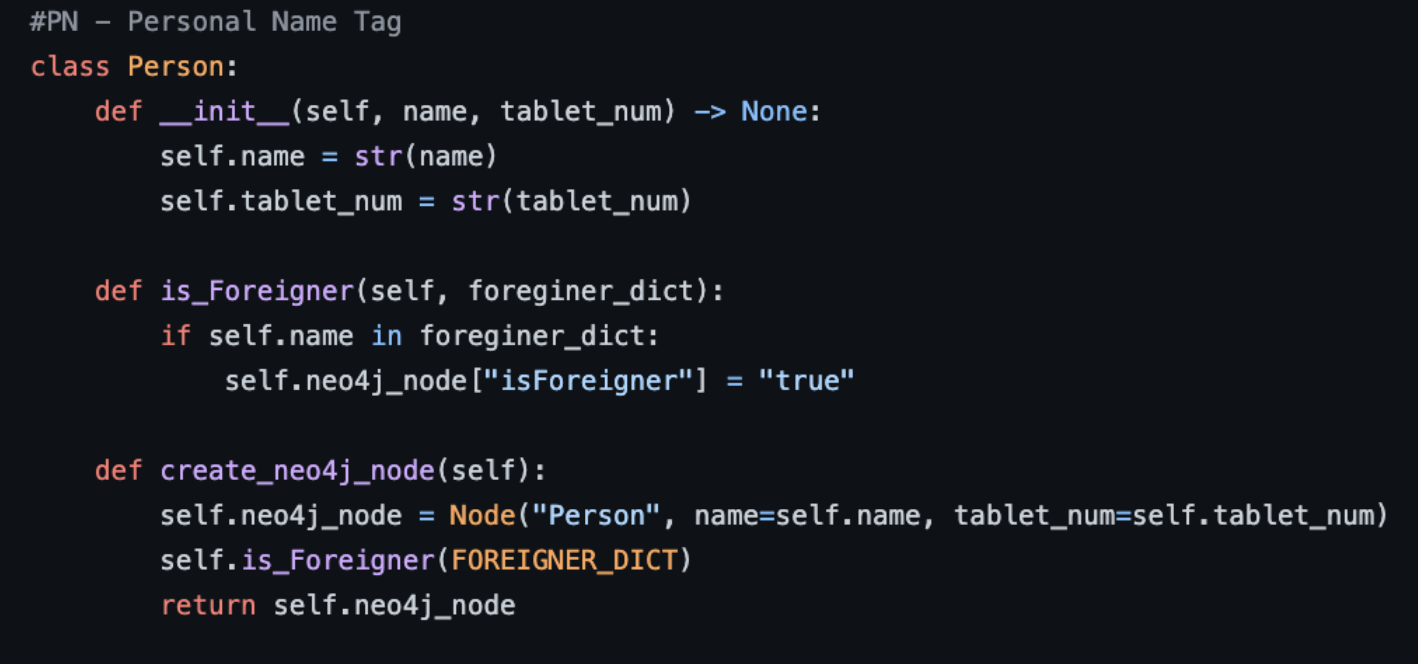 #PN - Personal Name Tag
class Person:
    def __init__(self, name, tablet_num) -> None:
        self.name = str(name)
        self.tablet_num = str(tablet_num)

    def is_Foreigner(self, foreginer_dict):
        if self.name in foreginer_dict:
            self.neo4j_node["isForeigner"] = "true"

    def create_neo4j_node(self):
        self.neo4j_node = Node("Person", name=self.name, tablet_num=self.tablet_num)
        self.is_Foreigner(FOREIGNER_DICT)
        return self.neo4j_node